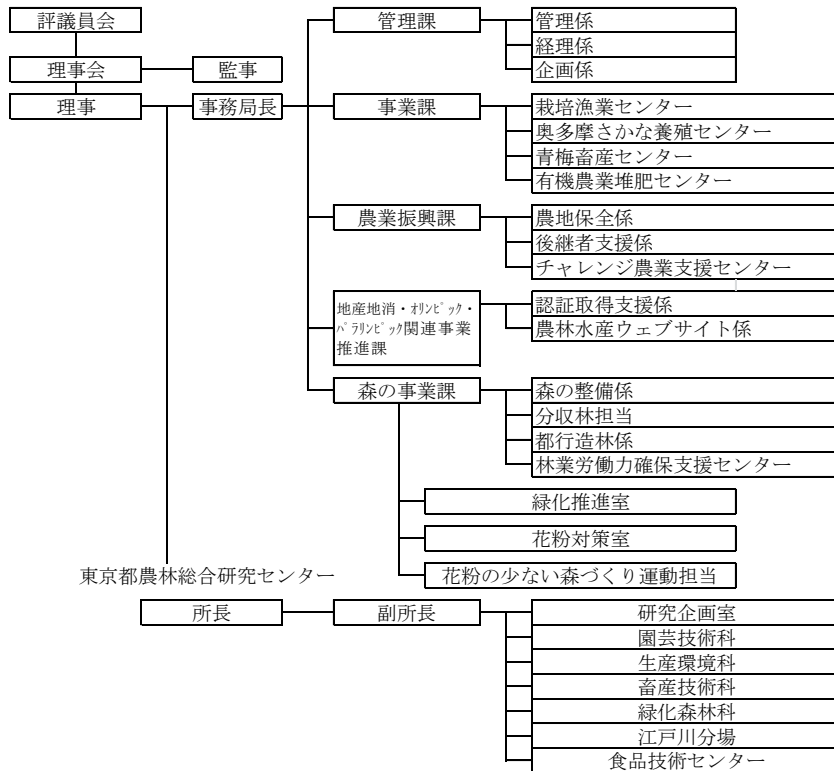 評議員会
理事会
監事
理事
事務局長
管理課
管理係
経理係
企画係
事業課
栽培漁業センター
奥多摩さかな養殖センター
青梅畜産センター
有機農業堆肥センター
農業振興課
農地保全係
後継者支援係
チャレンジ農業支援センター
地産地消・ｵﾘﾝﾋﾟｯｸ・
ﾊﾟﾗﾘﾝﾋﾟｯｸ関連事業
推進課
認証取得支援係
農林水産ウェブサイト係
森の事業課
森の整備係
分収林担当
都行造林係
林業労働力確保支援センター
緑化推進室
花粉対策室
花粉の少ない森づくり運動担当
東京都農林総合研究センター
所長
副所長
研究企画室
園芸技術科
生産環境科
畜産技術科
緑化森林科
江戸川分場
食品技術センター